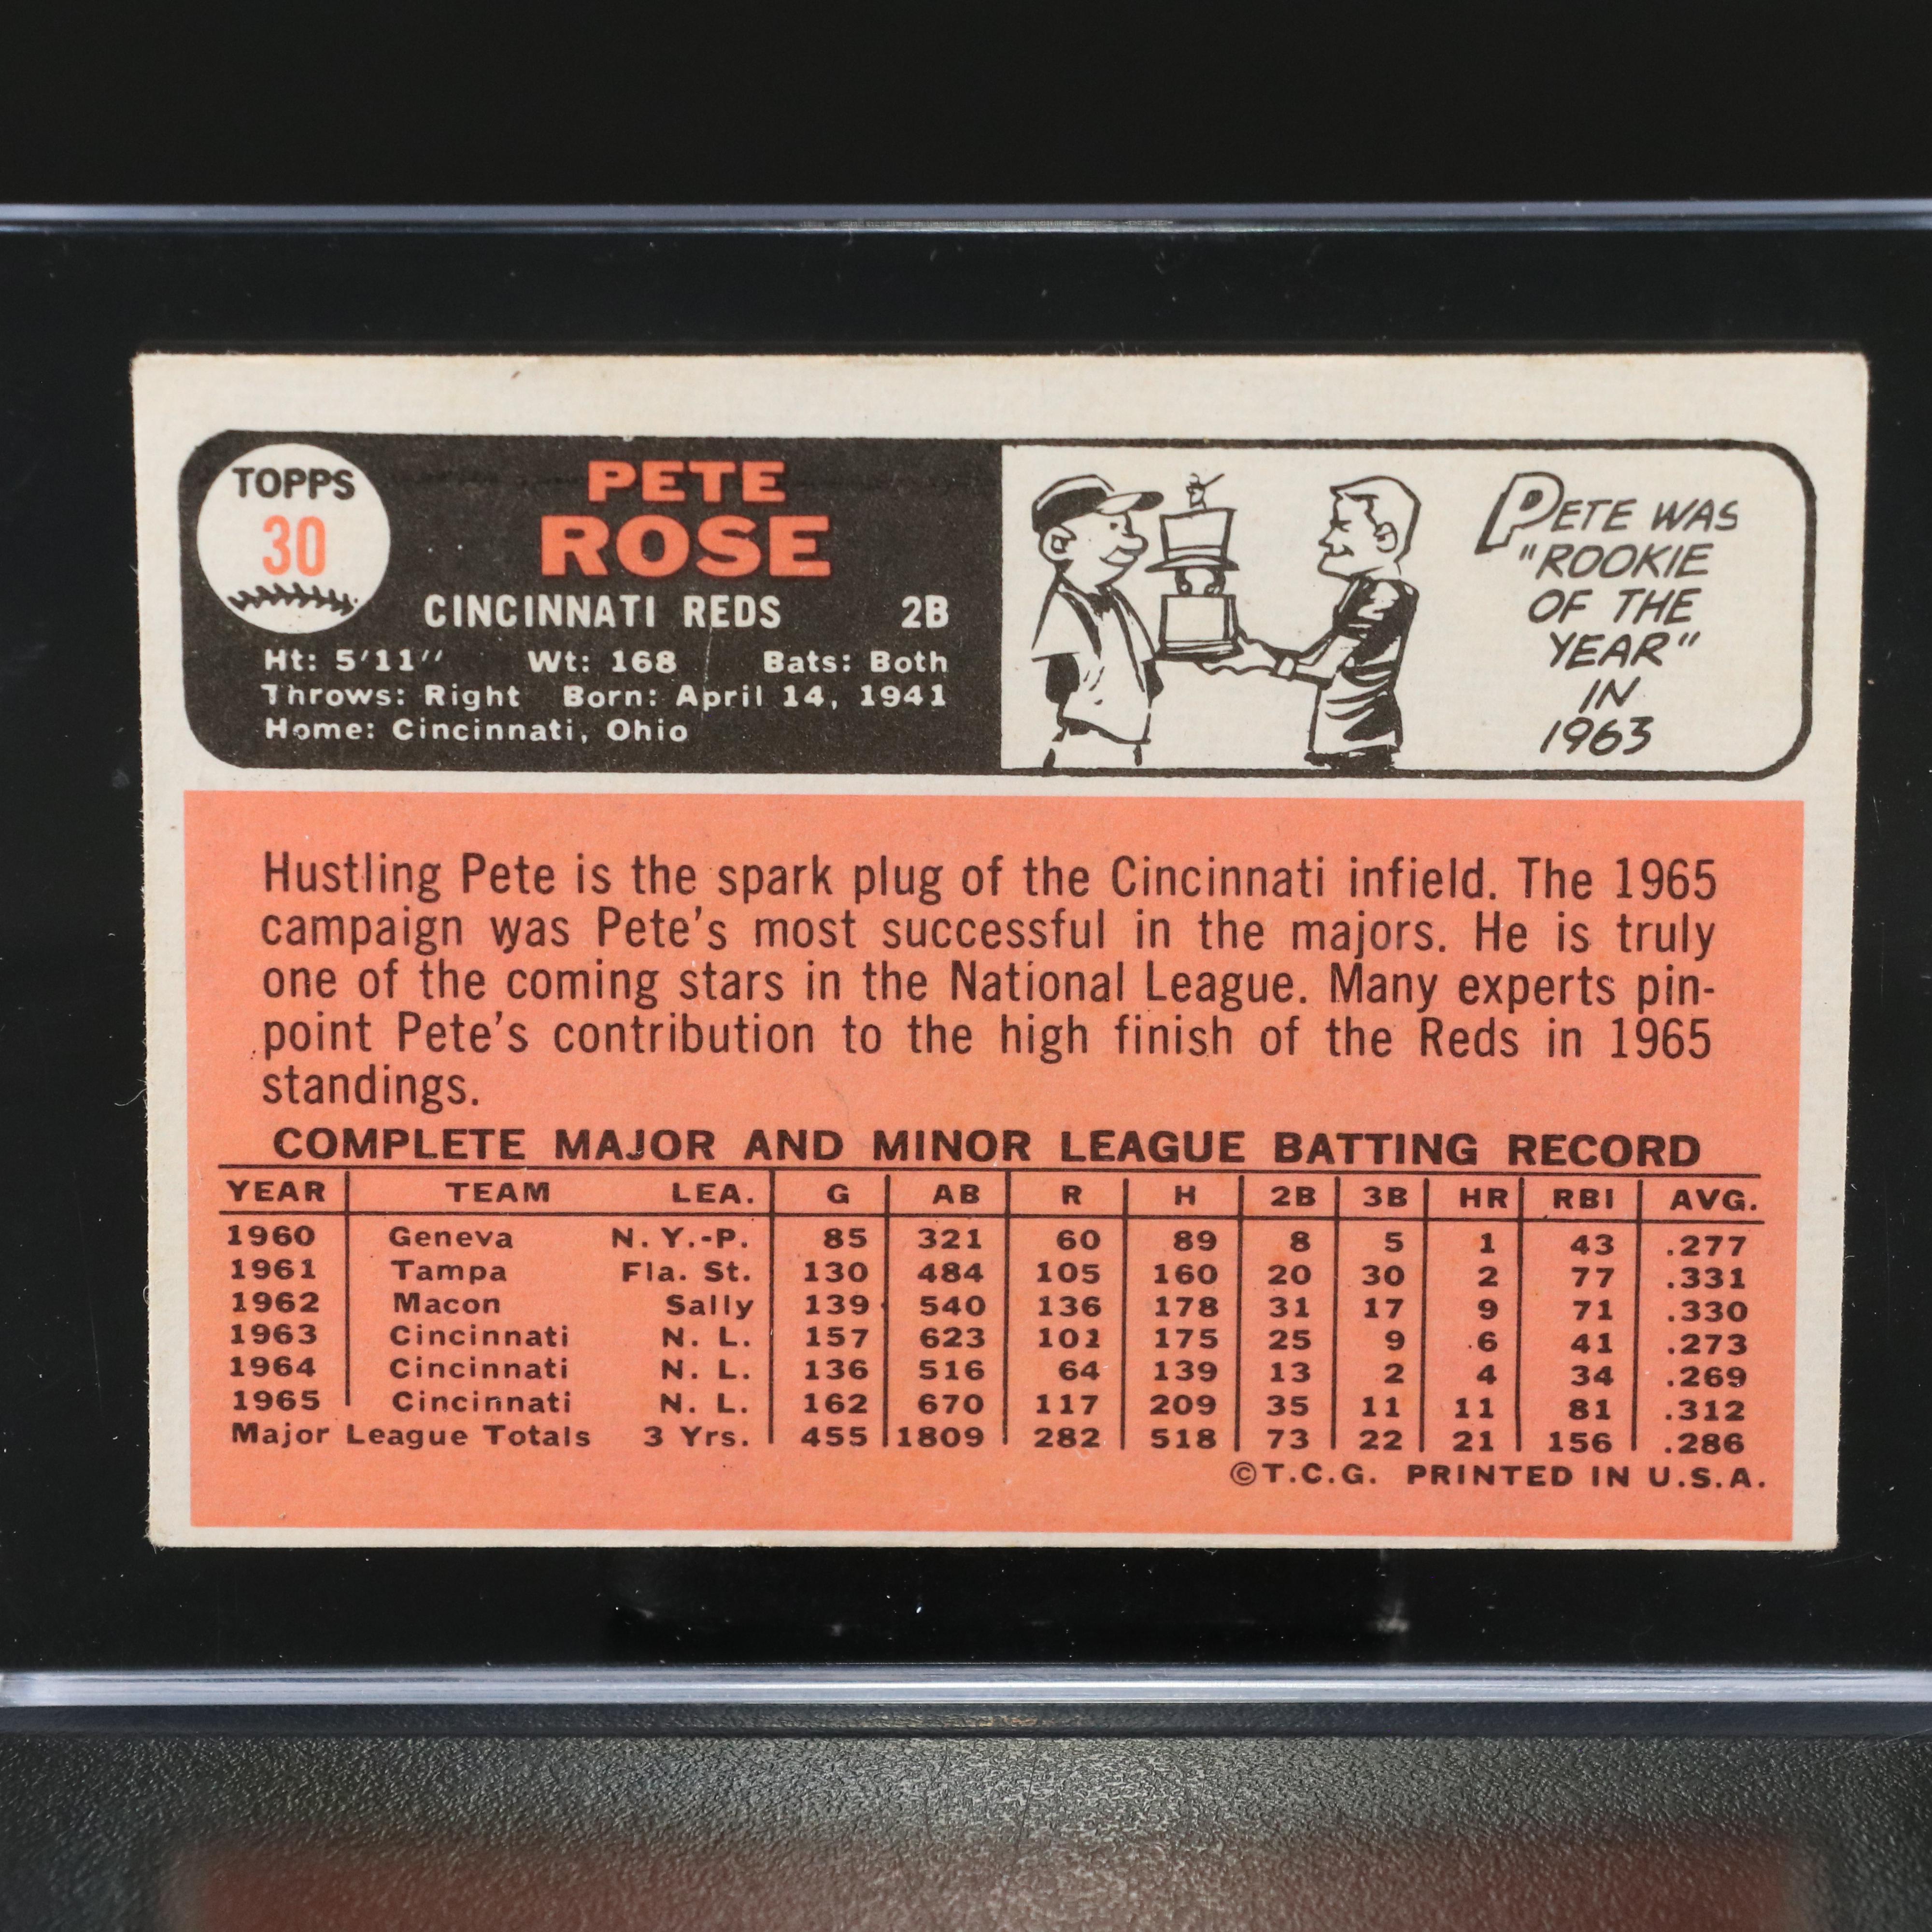 TOPPS
30
PETE
ROSE
CINCINNATI REDS 2B
Ht: 5'11'' Wt: 168 Bats: Both
Throws: Right Born: April 14, 1941
Home: Cincinnati, Ohio
PETE WAS
"ROOKIE
OF THE
YEAR"
IN
1963
Hustling Pete is the spark plug of the Cincinnati infield. The 1965
campaign was Pete's most successful in the majors. He is truly
one of the coming stars in the National League. Many experts pin-
point Pete's contribution to the high finish of the Reds in 1965
standings.
COMPLETE MAJOR AND MINOR LEAGUE BATTING RECORD
YEAR TEAM LEA. G AB R H 2B 3B HR RBI AVG.
1960 Geneva N. Y.-P. 85 321 60 89 8 5 1 43 .277
1961 Tampa Fla. St. 130 484 105 160 20 30 2 77 .331
1962 Macon Sally 139 540 136 178 31 17 9 71 .330
1963 Cincinnati N. L. 157 623 101 175 25 9 6 41 .273
1964 Cincinnati N. L. 136 516 64 139 13 2 4 34 .269
1965 Cincinnati N. L. 162 670 117 209 35 11 11 81 .312
Major League Totals 3 Yrs. 455 1809 282 518 73 22 21 156 .286
©T.C.G. PRINTED IN U.S.A.